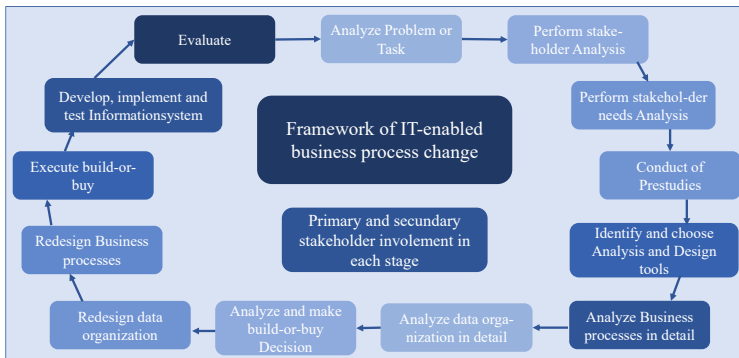 Evaluate
Analyze Problem or
Task
Perform stake-
holder Analysis
Perform stakehol-der
needs Analysis
Conduct of
Prestudies
Identify and choose
Analysis and Design
tools
Analyze Business
processes in detail
Analyze data orga-
nization in detail
Analyze and make
build-or-buy
Decision
Redesign data
organization
Redesign Business
processes
Execute build-or-
buy
Develop, implement and
test Informationsystem
Framework of IT-enabled
business process change
Primary and secundary
stakeholder involement in
each stage